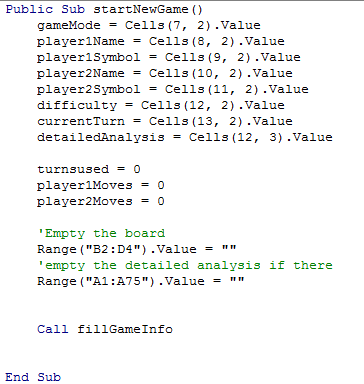 Public Sub startNewGame()
gameMode = Cells(7, 2).Value
player1Name = Cells(8, 2).Value
player1Symbol = Cells(9, 2).Value
player2Name = Cells(10, 2).Value
player2Symbol = Cells(11, 2).Value
difficulty = Cells(12, 2).Value
currentTurn = Cells(13, 2).Value
detailedAnalysis = Cells(12, 3).Value
turnsused = 0
player1Moves = 0
player2Moves = 0
'Empty the board
Range("B2:D4").Value = ""
'empty the detailed analysis if there
Range("A1:A75").Value = ""
Call fillGameInfo
End Sub